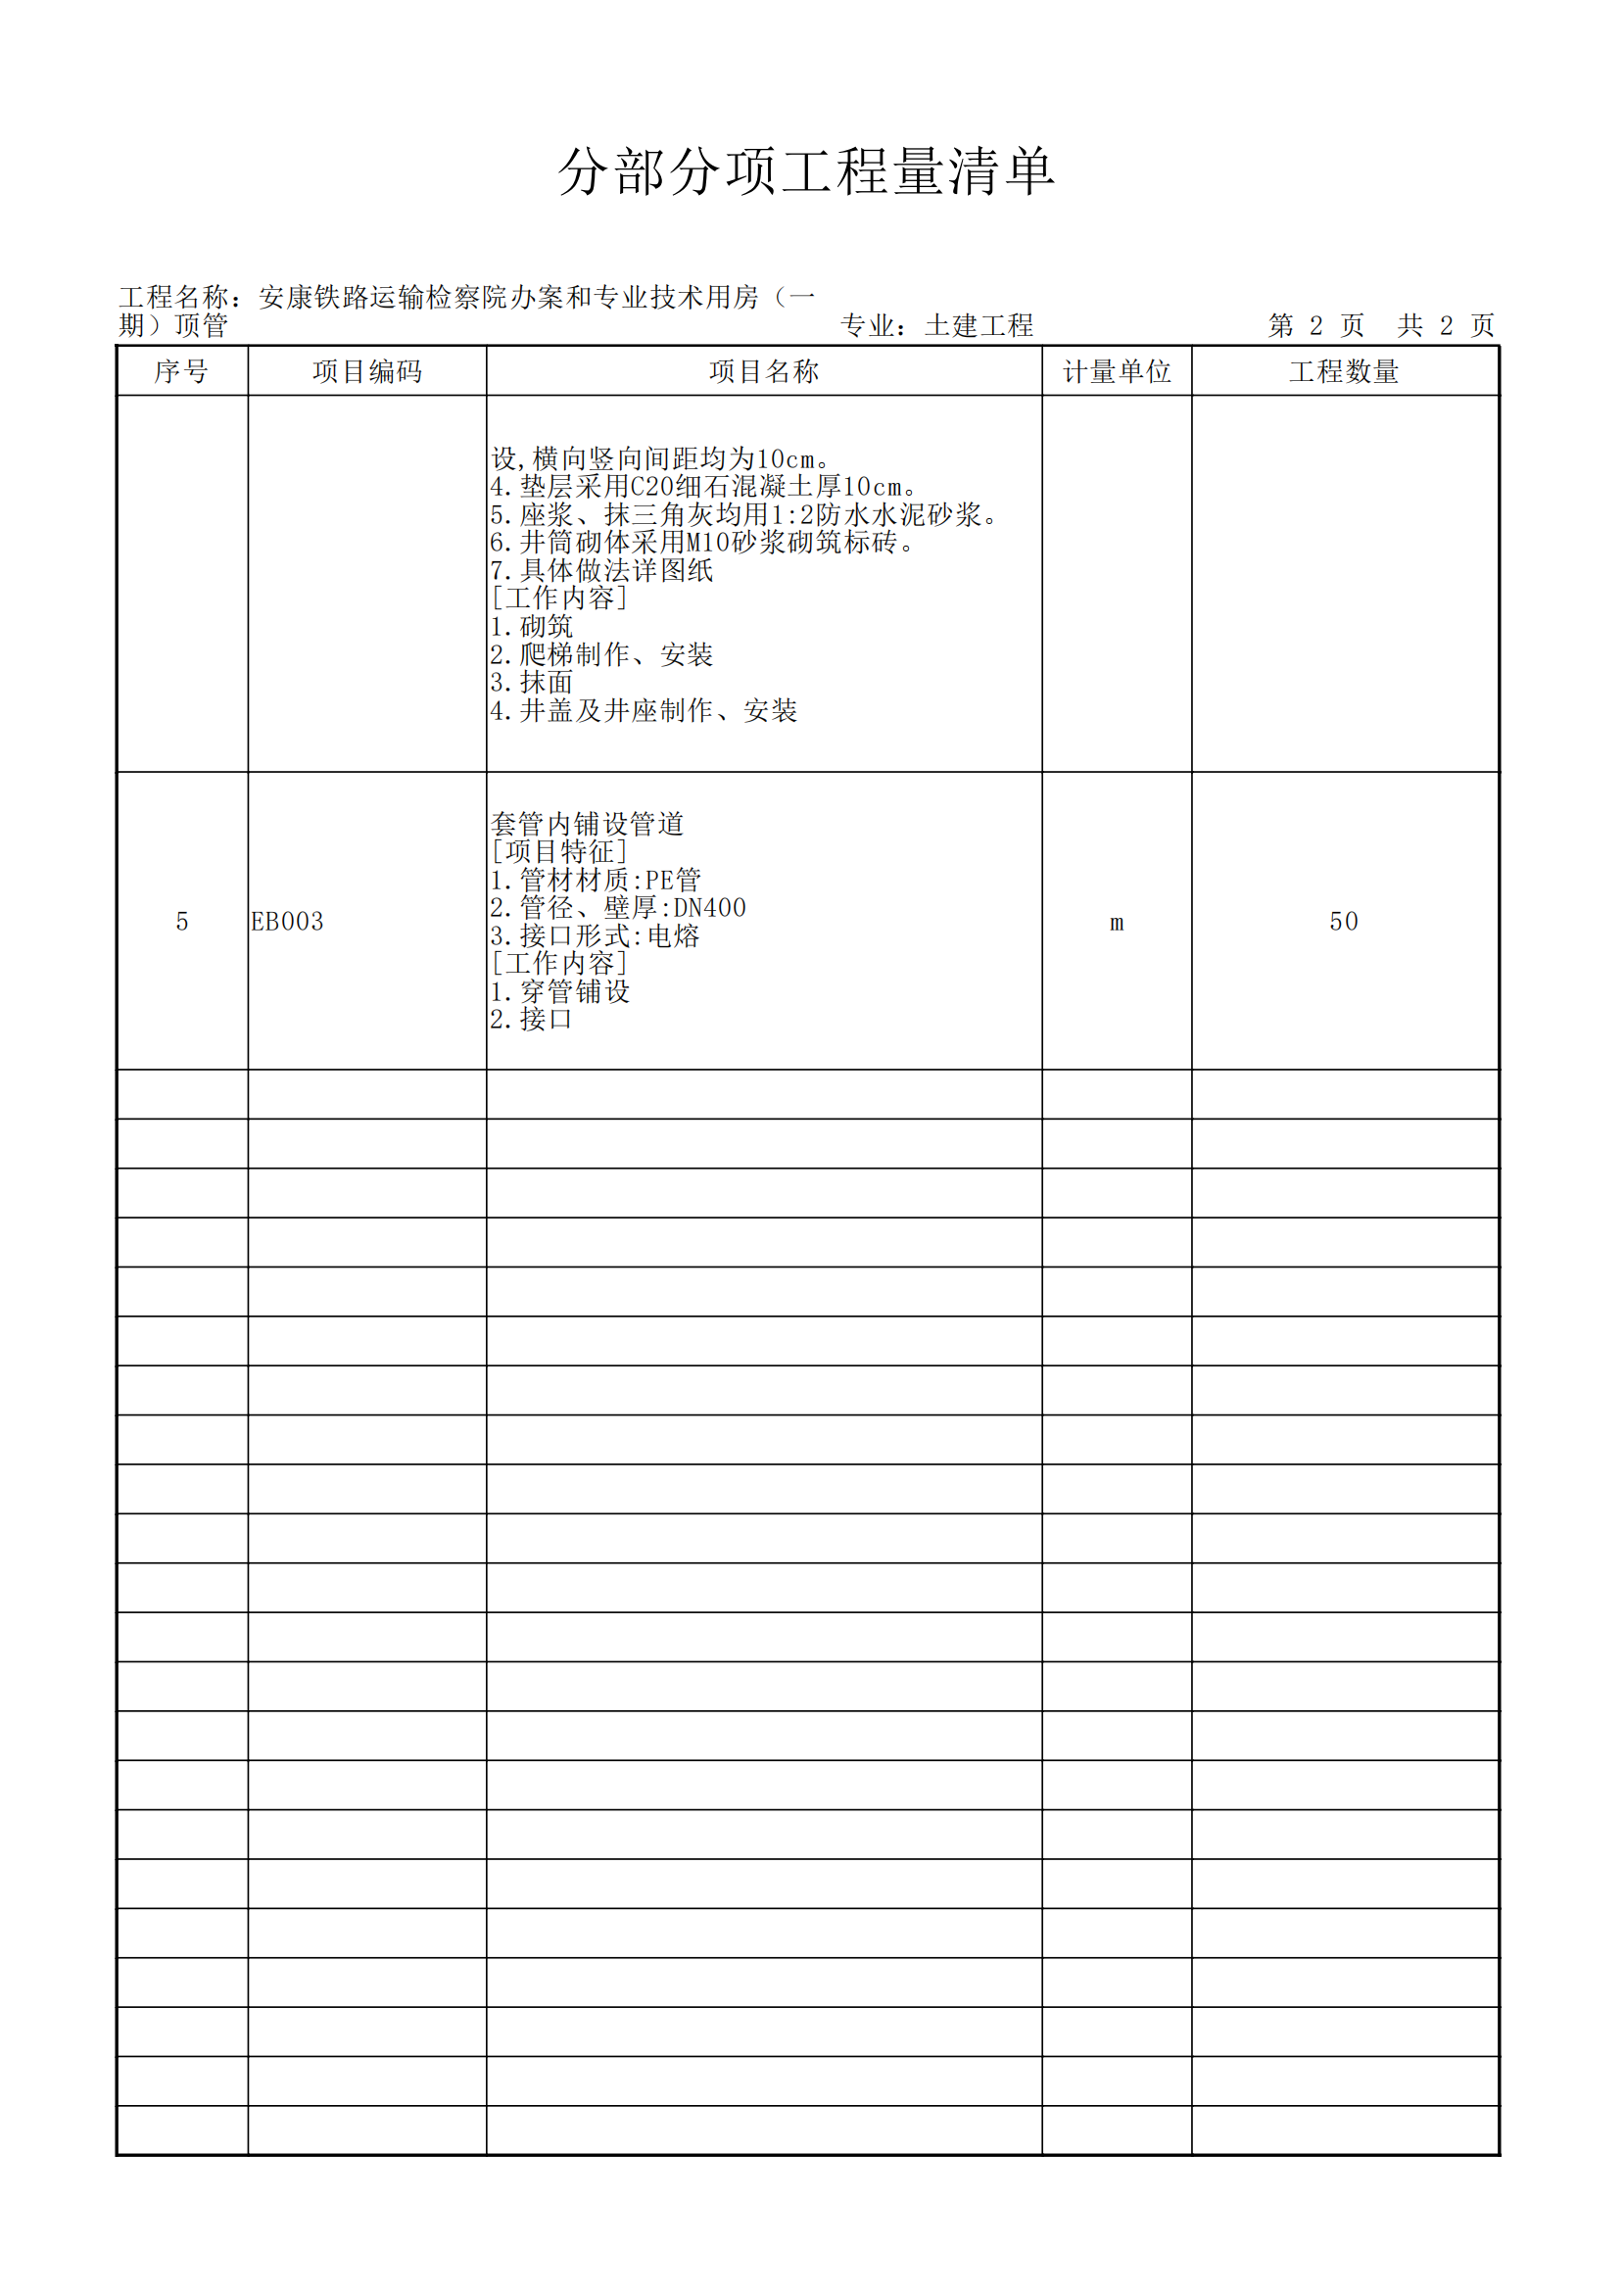 分部分项工程量清单
工程名称：安康铁路运输检察院办案和专业技术用房（一
期）顶管 专业：土建工程 第 2 页 共 2 页
序号 项目编码 项目名称 计量单位 工程数量
设,横向竖向间距均为10cm。
4.垫层采用C20细石混凝土厚10cm。
5.座浆、抹三角灰均用1:2防水水泥砂浆。
6.井筒砌体采用M10砂浆砌筑标砖。
7.具体做法详图纸
[工作内容]
1.砌筑
2.爬梯制作、安装
3.抹面
4.井盖及井座制作、安装
5 EB003
套管内铺设管道
[项目特征]
1.管材材质:PE管
2.管径、壁厚:DN400
3.接口形式:电熔
[工作内容]
1.穿管铺设
2.接口
m 50